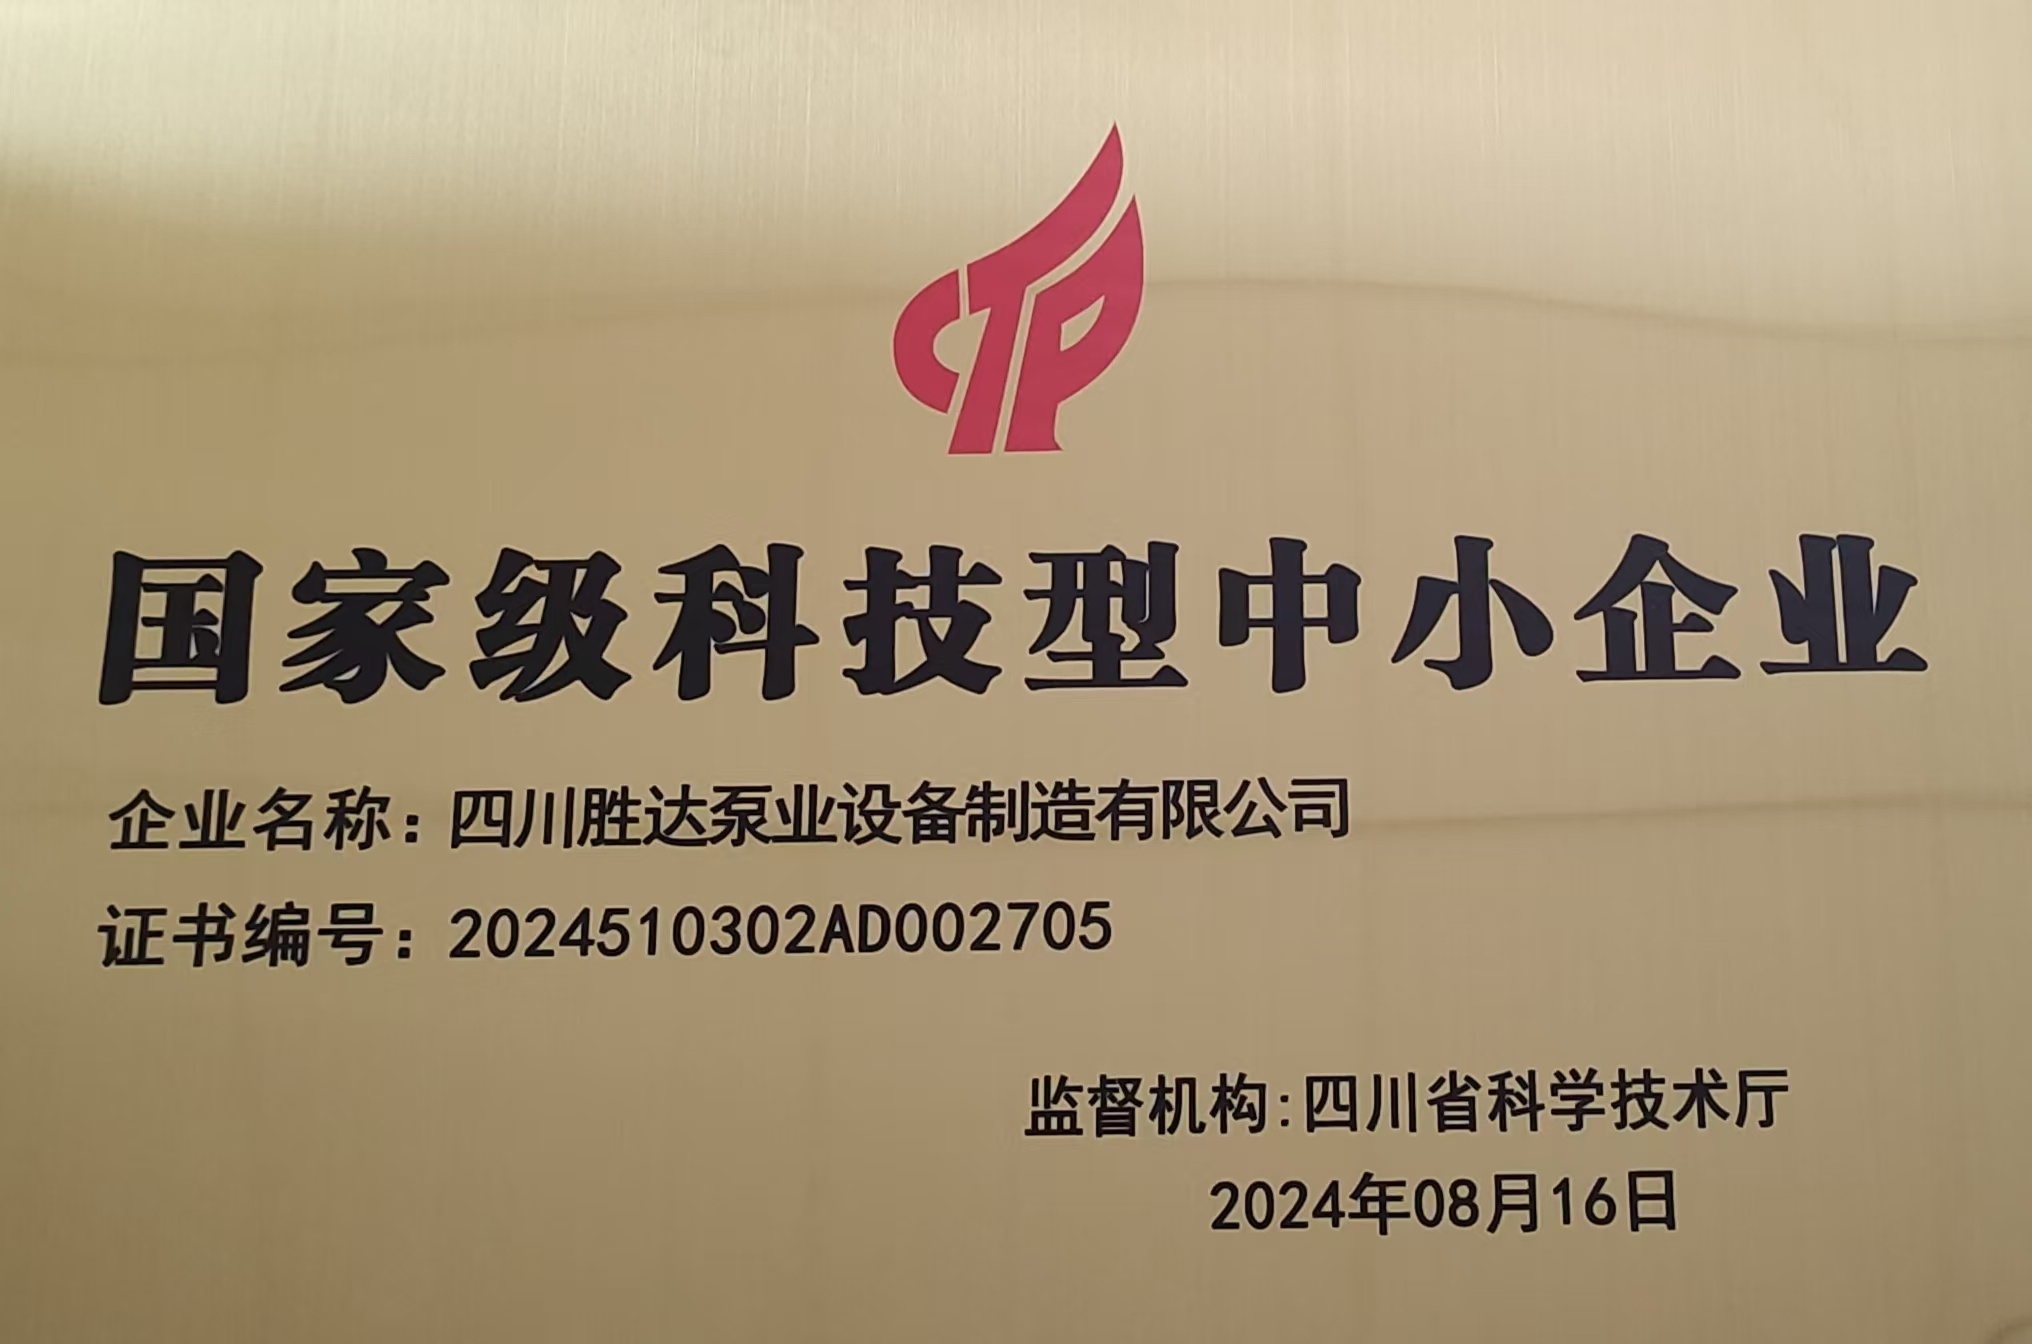 CTP
国家级科技型中小企业
企业名称：四川胜达泵业设备制造有限公司
证书编号：2024510302AD002705
监督机构:四川省科学技术厅
2024年08月16日